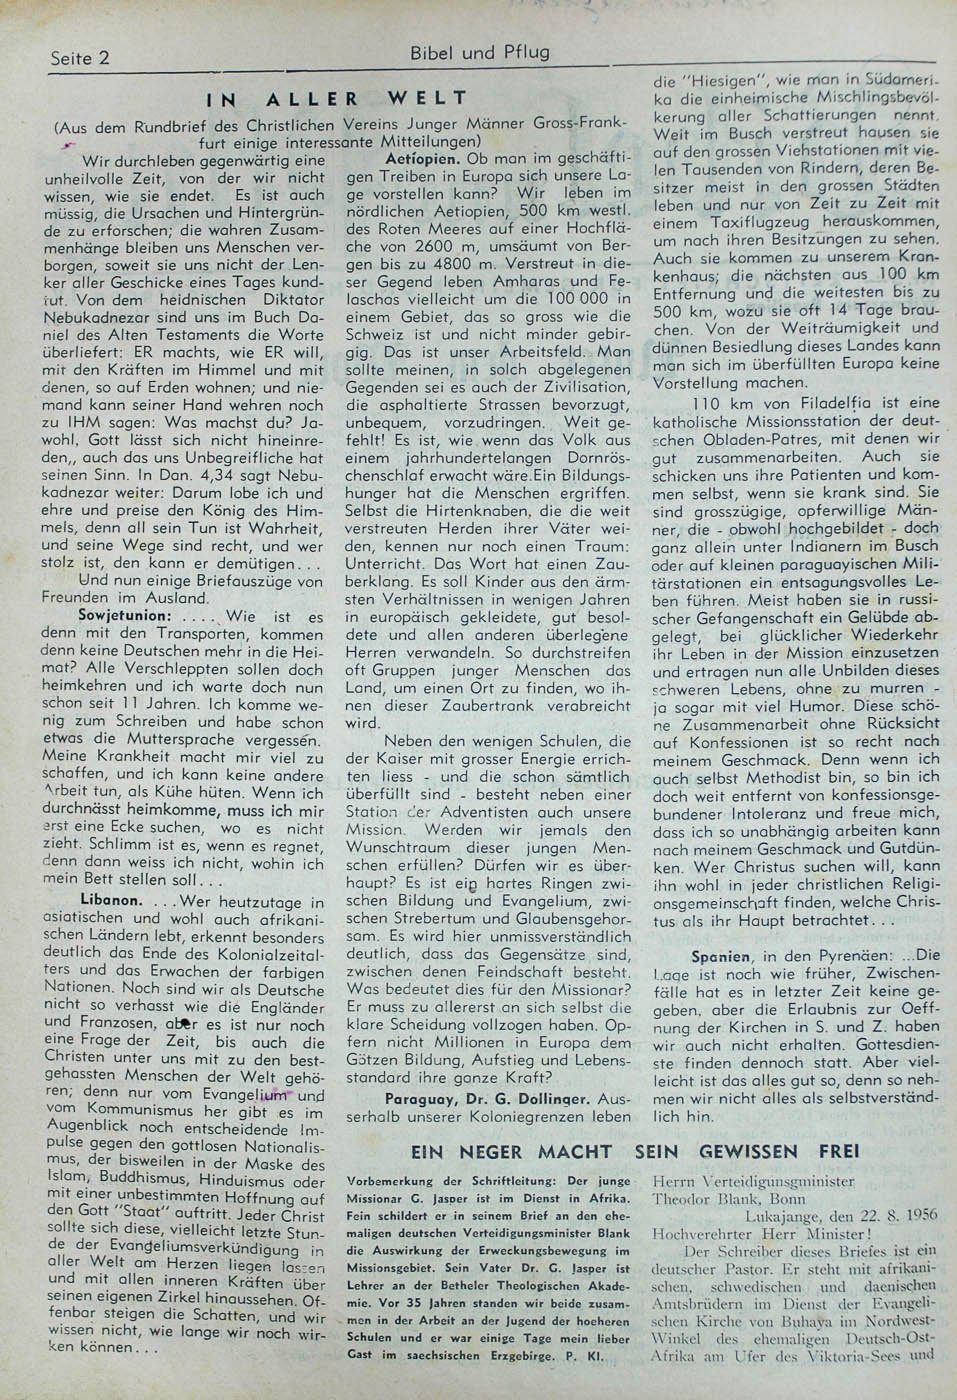 Seite 2
Bibel und Pflug
IN ALLER WELT
(Aus dem Rundbrief des Christlichen Vereins Junger Männer Gross-Frank-
furt einige interessante Mitteilungen)
Wir durchleben gegenwärtig eine
unheilvolle Zeit, von der wir nicht
wissen, wie sie endet. Es ist auch
müssig, die Ursachen und Hintergrün-
de zu erforschen; die wahren Zusam-
menhänge bleiben uns Menschen ver-
borgen, soweit sie uns nicht der Len-
ker aller Geschicke eines Tages kund-
tut. Von dem heidnischen Diktator
Nebukadnezar sind uns im Buch Da-
niel des Alten Testaments die Worte
überliefert: ER machts, wie ER will,
mit den Kräften im Himmel und mit
denen, so auf Erden wohnen; und nie-
mand kann seiner Hand wehren noch
zu IHM sagen: Was machst du? Ja-
wohl, Gott lässt sich nicht hineinre-
den,, auch das uns Unbegreifliche hat
seinen Sinn. In Dan. 4,34 sagt Nebu-
kadnezar weiter: Darum lobe ich und
ehre und preise den König des Him-
mels, denn all sein Tun ist Wahrheit,
und seine Wege sind recht, und wer
stolz ist, den kann er demütigen...
Und nun einige Briefauszüge von
Freunden im Ausland.
Sowjetunion: .... Wie ist es
denn mit den Transporten, kommen
denn keine Deutschen mehr in die Hei-
mat? Alle Verschleppten sollen doch
heimkehren und ich warte doch nun
schon seit 11 Jahren. Ich komme we-
nig zum Schreiben und habe schon
etwas die Muttersprache vergessen.
Meine Krankheit macht mir viel zu
schaffen, und ich kann keine andere
Arbeit tun, als Kühe hüten. Wenn ich
durchnässt heimkomme, muss ich mir
erst eine Ecke suchen, wo es nicht
zieht. Schlimm ist es, wenn es regnet,
denn dann weiss ich nicht, wohin ich
mein Bett stellen soll...
Libanon. ...Wer heutzutage in
asiatischen und wohl auch afrikani-
schen Ländern lebt, erkennt besonders
deutlich das Ende des Kolonialzeital-
ters und das Erwachen der farbigen
Nationen. Noch sind wir als Deutsche
nicht so verhasst wie die Engländer
und Franzosen, aber es ist nur noch
eine Frage der Zeit, bis auch die
Christen unter uns mit zu den best-
gehassten Menschen der Welt gehö-
ren; denn nur vom Evangelium und
vom Kommunismus her gibt es im
Augenblick noch entscheidende Im-
pulse gegen den gottlosen Nationalis-
mus, der bisweilen in der Maske des
Islam, Buddhismus, Hinduismus oder
mit einer unbestimmten Hoffnung auf
den Gott "Staat" auftritt. Jeder Christ
sollte sich diese, vielleicht letzte Stun-
de der Evangeliumsverkündigung in
aller Welt am Herzen liegen lassen
und mit allen inneren Kräften über
seinen eigenen Zirkel hinaussehen. Of-
fenbar steigen die Schatten, und wir
wissen nicht, wie lange wir noch wir-
ken können...
Aetiopien. Ob man im geschäfti-
gen Treiben in Europa sich unsere La-
ge vorstellen kann? Wir leben im
nördlichen Aetiopien, 500 km westl.
des Roten Meeres auf einer Hochflä-
che von 2600 m, umsäumt von Ber-
gen bis zu 4800 m. Verstreut in die-
ser Gegend leben Amharas und Fe-
laschas vielleicht um die 100 000 in
einem Gebiet, das so gross wie die
Schweiz ist und nicht minder gebir-
gig. Das ist unser Arbeitsfeld. Man
sollte meinen, in solch abgelegenen
Gegenden sei es auch der Zivilisation,
die asphaltierte Strassen bevorzugt,
unbequem, vorzudringen. Weit ge-
fehlt! Es ist, wie wenn das Volk aus
einem jahrhundertelangen Dornrös-
chenschlaf erwacht wäre.Ein Bildungs-
hunger hat die Menschen ergriffen.
Selbst die Hirtenknaben, die die weit
verstreuten Herden ihrer Väter wei-
den, kennen nur noch einen Traum:
Unterricht. Das Wort hat einen Zau-
berklang. Es soll Kinder aus den ärm-
sten Verhältnissen in wenigen Jahren
in europäisch gekleidete, gut besol-
dete und allen anderen überlegene
Herren verwandeln. So durchstreifen
oft Gruppen junger Menschen das
Land, um einen Ort zu finden, wo ih-
nen dieser Zaubertrank verabreicht
wird.
Neben den wenigen Schulen, die
der Kaiser mit grosser Energie errich-
ten liess - und die schon sämtlich
überfüllt sind - besteht neben einer
Station der Adventisten auch unsere
Mission. Werden wir jemals den
Wunschtraum dieser jungen Men-
schen erfüllen? Dürfen wir es über-
haupt? Es ist ein hartes Ringen zwi-
schen Bildung und Evangelium, zwi-
schen Strebertum und Glaubensgehor-
sam. Es wird hier unmissverständlich
deutlich, dass das Gegensätze sind,
zwischen denen Feindschaft besteht.
Was bedeutet dies für den Missionar?
Er muss zu allererst an sich selbst die
klare Scheidung vollzogen haben. Op-
fern nicht Millionen in Europa dem
Götzen Bildung, Aufstieg und Lebens-
standard ihre ganze Kraft?
Paraguay, Dr. G. Dollinger. Aus-
serhalb unserer Koloniegrenzen leben
die "Hiesigen", wie man in Südameri-
ka die einheimische Mischlingsbevöl-
kerung aller Schattierungen nennt.
Weit im Busch verstreut hausen sie
auf den grossen Viehstationen mit vie-
len Tausenden von Rindern, deren Be-
sitzer meist in den grossen Städten
leben und nur von Zeit zu Zeit mit
einem Taxiflugzeug herauskommen,
um nach ihren Besitzungen zu sehen.
Auch sie kommen zu unserem Kran-
kenhaus; die nächsten aus 100 km
Entfernung und die weitesten bis zu
500 km, wozu sie oft 14 Tage brau-
chen. Von der Weiträumigkeit und
dünnen Besiedlung dieses Landes kann
man sich im überfüllten Europa keine
Vorstellung machen.
110 km von Filadelfia ist eine
katholische Missionsstation der deut-
schen Obladen-Patres, mit denen wir
gut zusammenarbeiten. Auch sie
schicken uns ihre Patienten und kom-
men selbst, wenn sie krank sind. Sie
sind grosszügige, opferwillige Män-
ner, die - obwohl hochgebildet - doch
ganz allein unter Indianern im Busch
oder auf kleinen paraguayischen Mili-
tärstationen ein entsagungsvolles Le-
ben führen. Meist haben sie in russi-
scher Gefangenschaft ein Gelübde ab-
gelegt, bei glücklicher Wiederkehr
ihr Leben in der Mission einzusetzen
und ertragen nun alle Unbilden dieses
schweren Lebens, ohne zu murren -
ja sogar mit viel Humor. Diese schö-
ne Zusammenarbeit ohne Rücksicht
auf Konfessionen ist so recht nach
meinem Geschmack. Denn wenn ich
auch selbst Methodist bin, so bin ich
doch weit entfernt von konfessionsge-
bundener Intoleranz und freue mich,
dass ich so unabhängig arbeiten kann
nach meinem Geschmack und Gutdün-
ken. Wer Christus suchen will, kann
ihn wohl in jeder christlichen Religi-
onsgemeinschaft finden, welche Chris-
tus als ihr Haupt betrachtet...
Spanien, in den Pyrenäen: ...Die
Lage ist noch wie früher, Zwischen-
fälle hat es in letzter Zeit keine ge-
geben, aber die Erlaubnis zur Oeff-
nung der Kirchen in S. und Z. haben
wir auch nicht erhalten. Gottesdien-
ste finden dennoch statt. Aber viel-
leicht ist das alles gut so, denn so neh-
men wir nicht alles als selbstverständ-
lich hin.
EIN NEGER MACHT SEIN GEWISSEN FREI
Vorbemerkung der Schriftleitung: Der junge
Missionar G. Jasper ist im Dienst in Afrika.
Fein schildert er in seinem Brief an den ehe-
maligen deutschen Verteidigungsminister Blank
die Auswirkung der Erweckungsbewegung im
Missionsgebiet. Sein Vater Dr. G. Jasper ist
Lehrer an der Betheler Theologischen Akade-
mie. Vor 35 Jahren standen wir beide zusam-
men in der Arbeit an der Jugend der hoeheren
Schulen und er war einige Tage mein lieber
Gast im saechsischen Erzgebirge. P. Kl.
Herrn Verteidigunsgminister
Theodor Blank, Bonn
Lukajange, den 22. 8. 1956
Hochverehrter Herr Minister!
Der Schreiber dieses Briefes ist ein
deutscher Pastor. Er steht mit afrikani-
schen, schwedischen und daenischen
Amtsbrüdern im Dienst der Evangeli-
schen Kirche von Buhaya im Nordwest-
Winkel des ehemaligen Deutsch-Ost-
Afrika am Ufer des Viktoria-Sees und